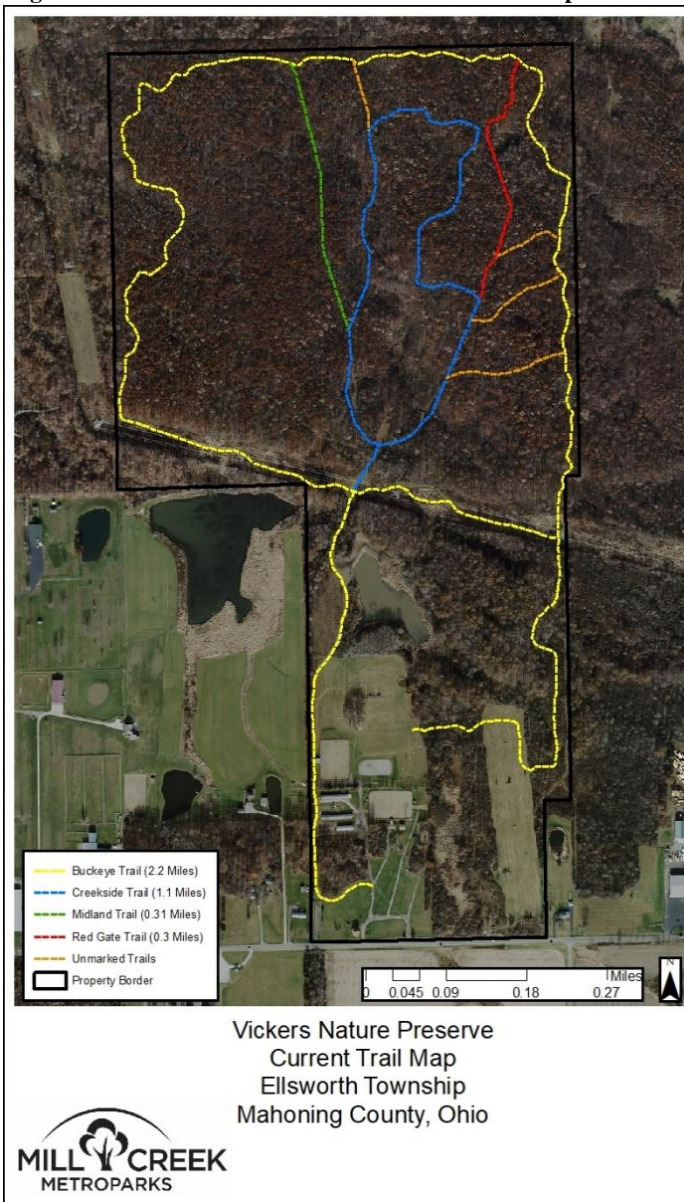 Buckeye Trail (2.2 Miles)
Creekside Trail (1.1 Miles)
Midland Trail (0.31 Miles)
Red Gate Trail (0.3 Miles)
Unmarked Trails
Property Border
Miles
0 0.045 0.09 0.18 0.27
N
Vickers Nature Preserve
Current Trail Map
Ellsworth Township
Mahoning County, Ohio
MILL CREEK
METROPARKS